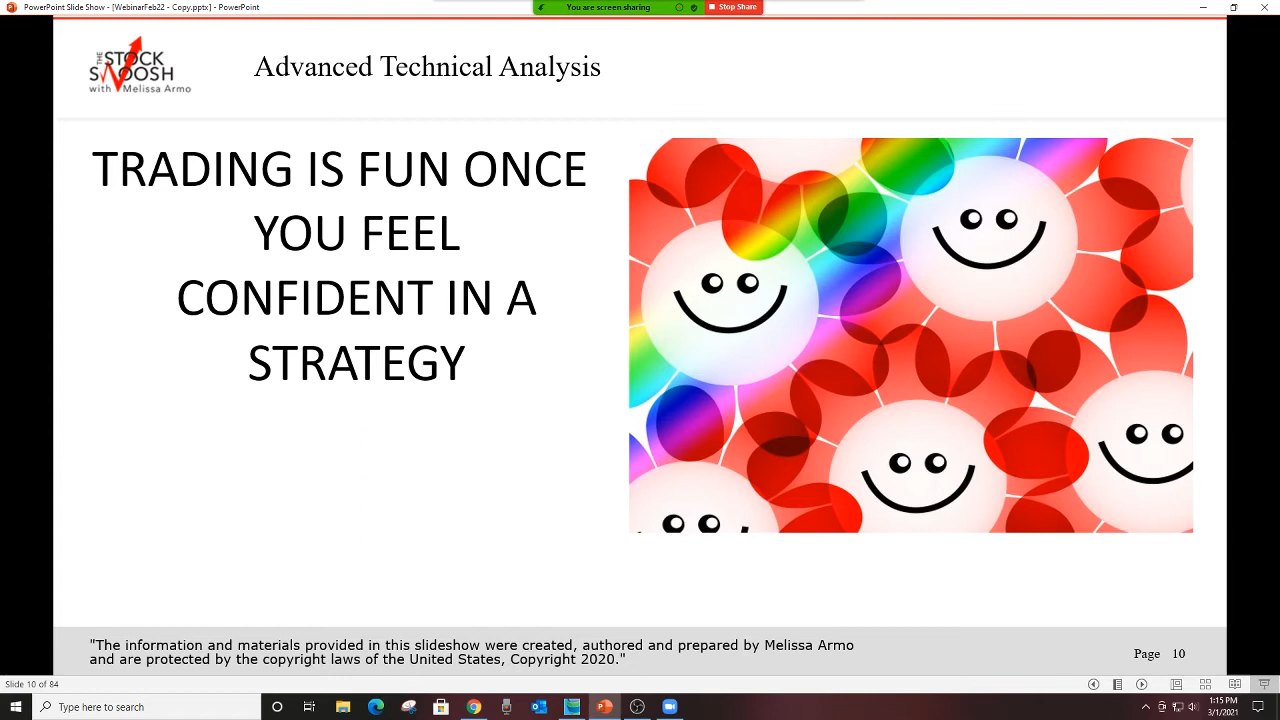 PowerPoint Slide Show - [WebinarFeb22 - Copy.pptx] - PowerPoint
You are screen sharing
Stop Share
THE STOCK
SWOOSH
with Melissa Armo
Advanced Technical Analysis
TRADING IS FUN ONCE
YOU FEEL
CONFIDENT IN A
STRATEGY
"The information and materials provided in this slideshow were created, authored and prepared by Melissa Armo
and are protected by the copyright laws of the United States, Copyright 2020."
Page 10
Slide 10 of 84
Type here to search
1:15 PM
3/1/2021